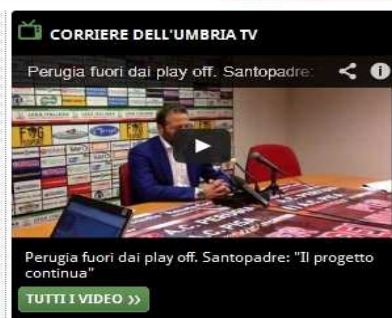 CORRIERE DELL'UMBRIA TV
Perugia fuori dai play off. Santopadre:
Perugia fuori dai play off. Santopadre: "Il progetto
continua"
TUTTI I VIDEO »